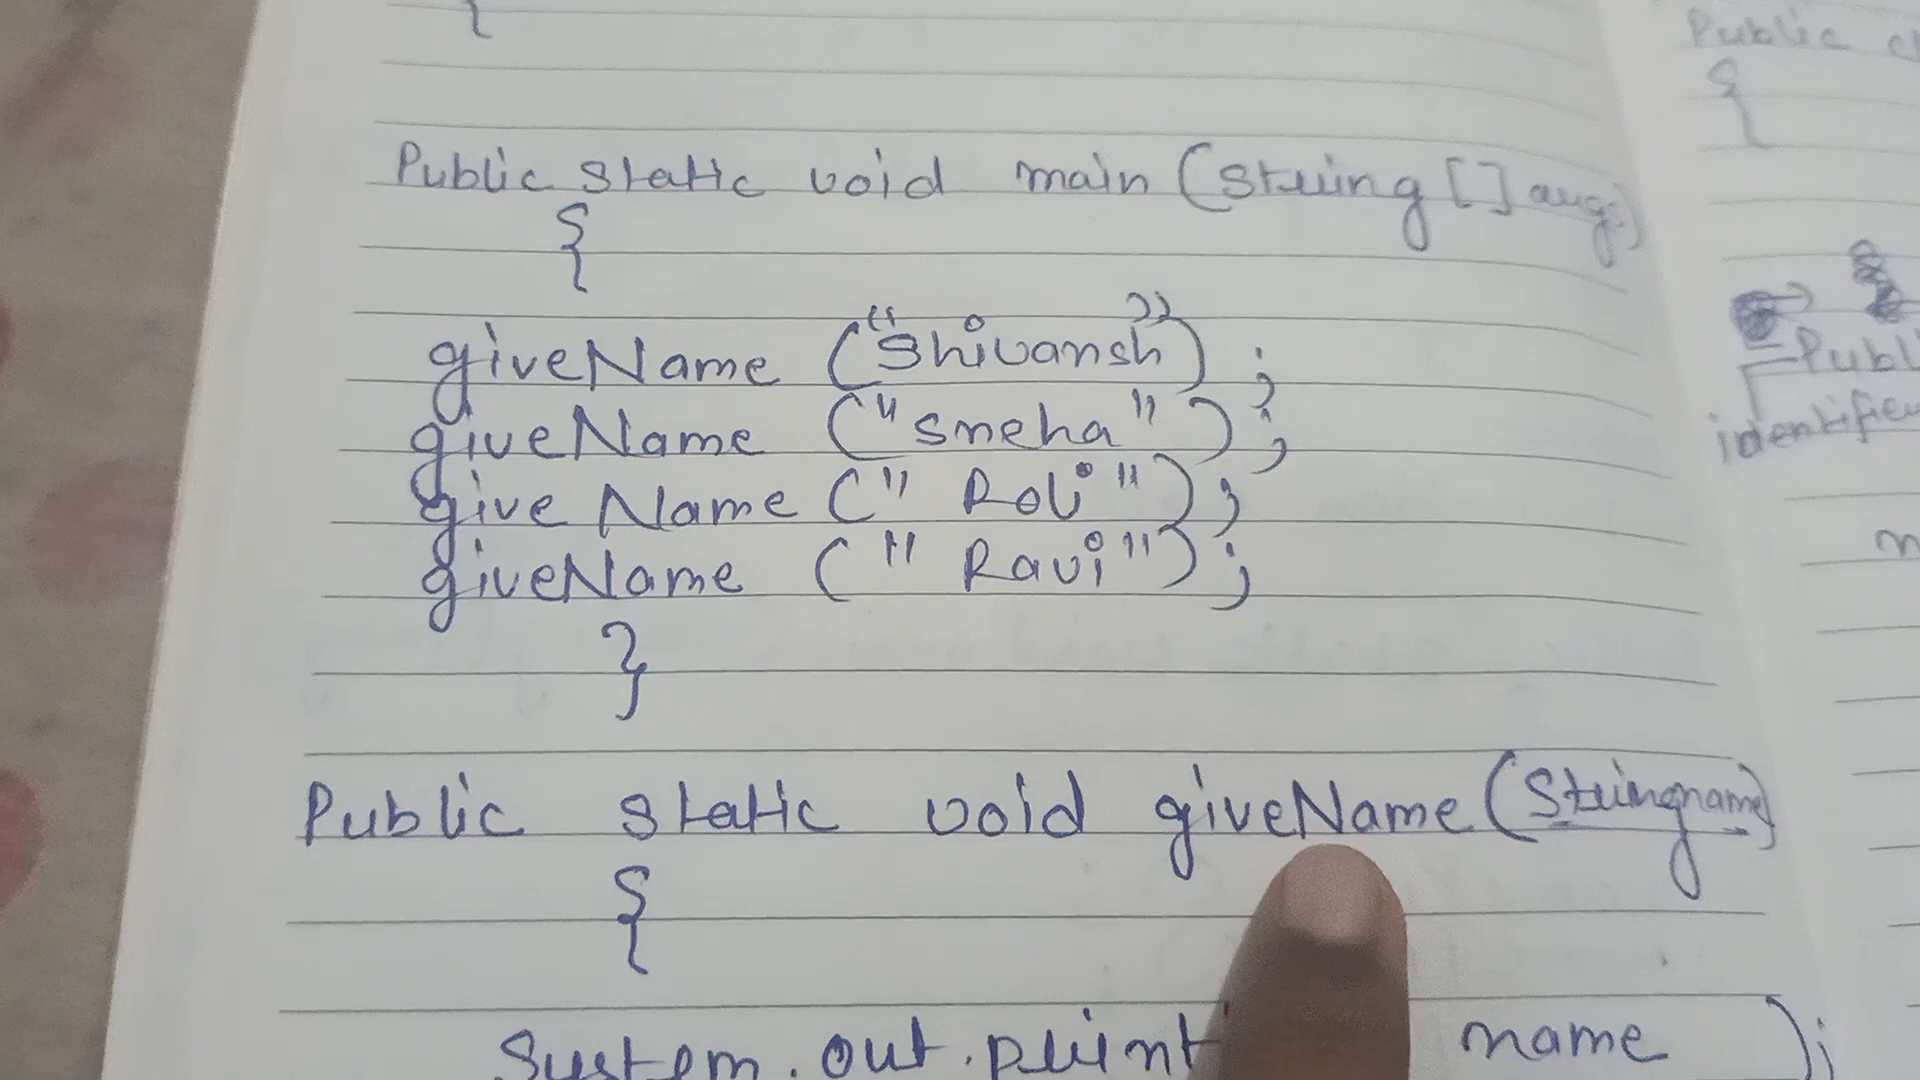 {
Public static void main (String [] args)
{
giveName ("Shivansh");
giveName ("Sneha");
give Name (" Roli");
giveName (" Ravi");
}
Public static void giveName (String name)
{
System.out.print name );
Public
{
Publ